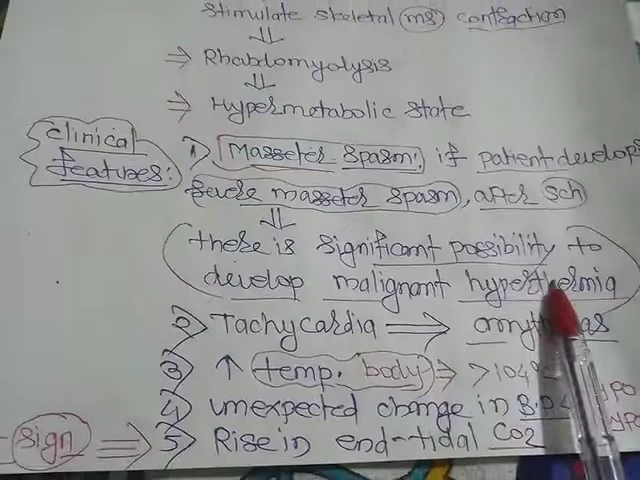 Stimulate skeletal ms contraction
⇓
⇒ Rhabdomyolysis
⇓
⇒ Hypermetabolic state
clinical
features:
1) Masseter spasm: if patient develop
severe masseter spasm, after Sch
⇓
there is significant possibility to
develop malignant hyperthermia
2) Tachycardia ⇒
3) ↑ temp. body ⇒ >104°
4) unexpected change in B.P
sign ⇒ 5) Rise in end-tidal CO2